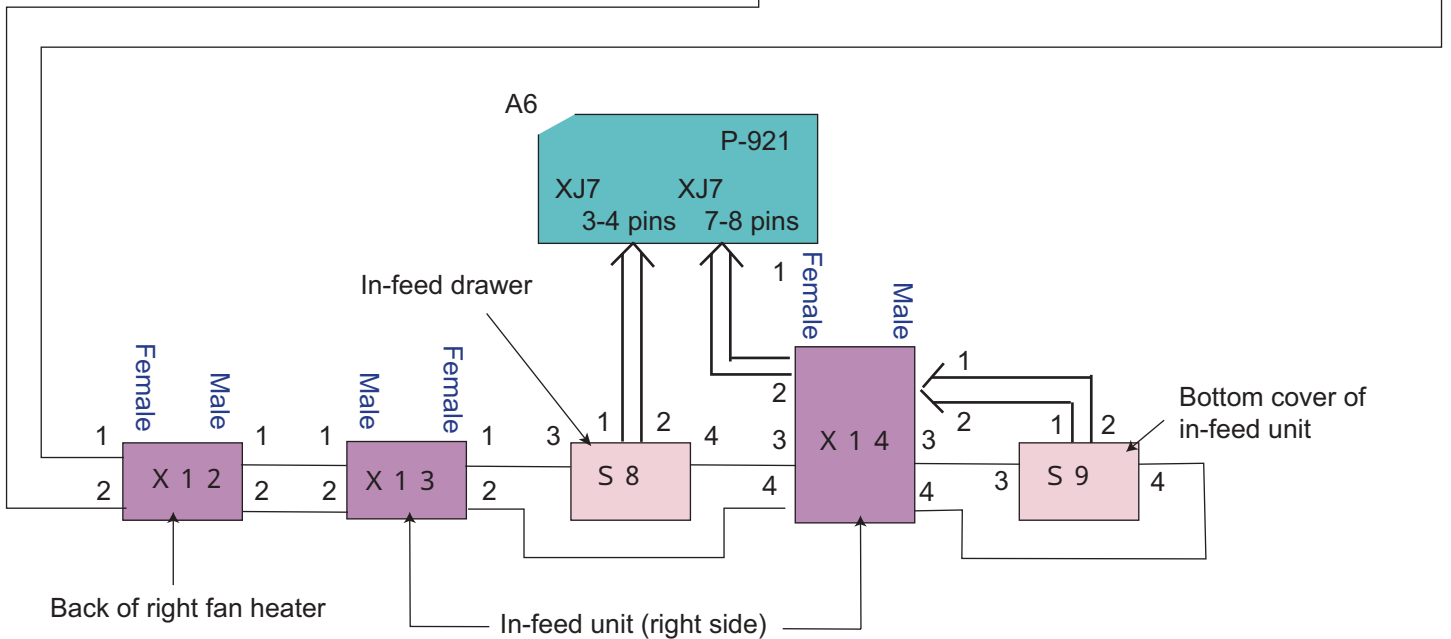 A6
P-921
XJ7 XJ7
3-4 pins 7-8 pins
In-feed drawer
1 Female Male
Female Male Male Female
1
2
Bottom cover of
in-feed unit
1 2 1 2
1 1 1 1 3 4 3 3
X 1 2 X 1 3 S 8 X 1 4 S 9
2 2 2 2 4 4 3 4
2
Back of right fan heater
In-feed unit (right side)